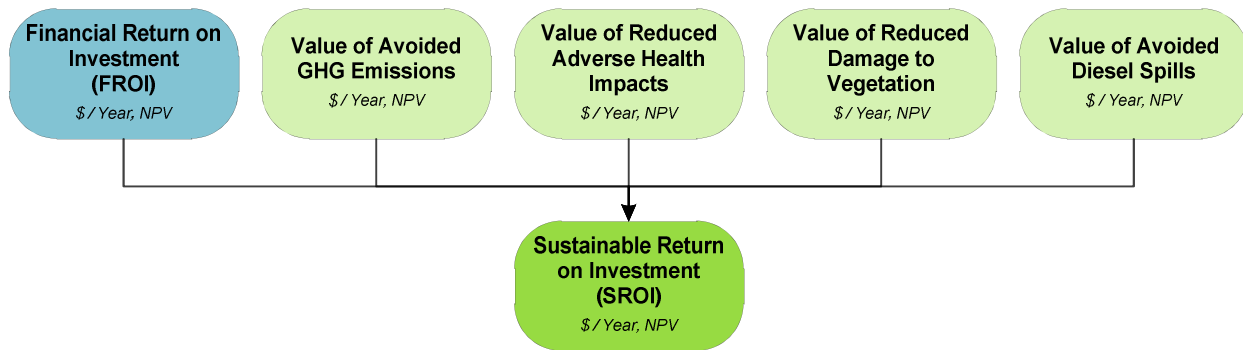 Financial Return on
Investment
(FROI)
$ / Year, NPV
Value of Avoided
GHG Emissions
$ / Year, NPV
Value of Reduced
Adverse Health
Impacts
$ / Year, NPV
Value of Reduced
Damage to
Vegetation
$ / Year, NPV
Value of Avoided
Diesel Spills
$ / Year, NPV
Sustainable Return
on Investment
(SROI)
$ / Year, NPV